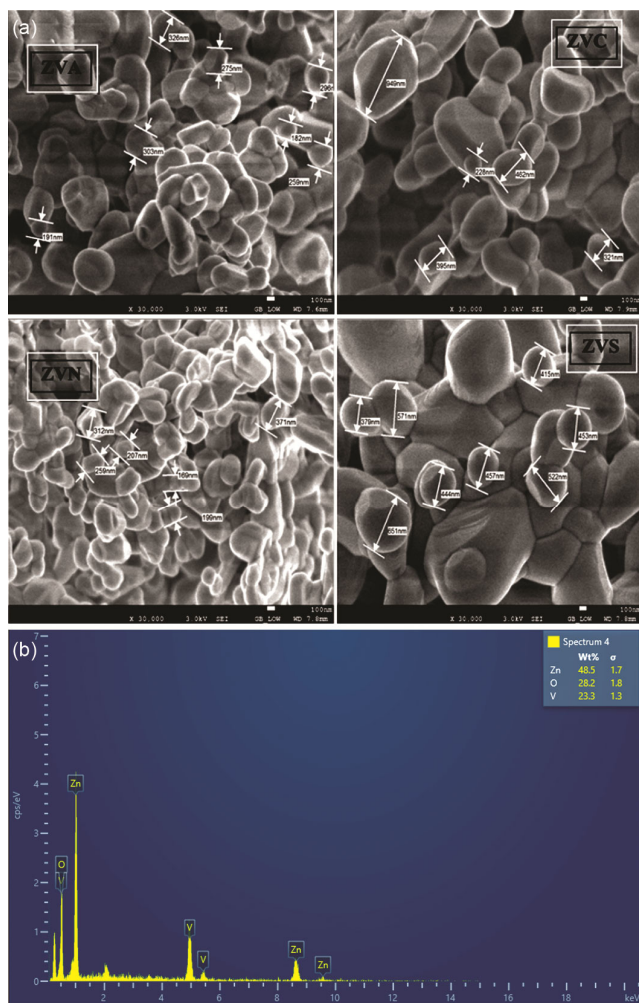 (a)
ZVA
326nm
275nm
296n
182nm
303nm
259nm
191nm
100nm
X 30,000 3.0kV SEI GB_LOW WD 7.6mm
ZVC
949nm
228nm
462nm
395nm
321nm
100nm
X 30,000 3.0kV SEI GB_LOW WD 7.9mm
ZVN
312nm
371nm
207nm
259nm
169nm
199nm
100nm
X 30,000 3.0kV SEI GB_LOW WD 7.8mm
ZVS
415nm
379nm
571nm
453nm
457nm
444nm
522nm
651nm
100nm
X 30,000 3.0kV SEI GB_LOW WD 7.8mm
(b)
Spectrum 4
Wt% σ
Zn 48.5 1.7
O 28.2 1.8
V 23.3 1.3
cps/eV
7
6
5
4
3
2
1
0
Zn
O
V
V
V
Zn
Zn
2 4 6 8 10 12 14 16 18 keV